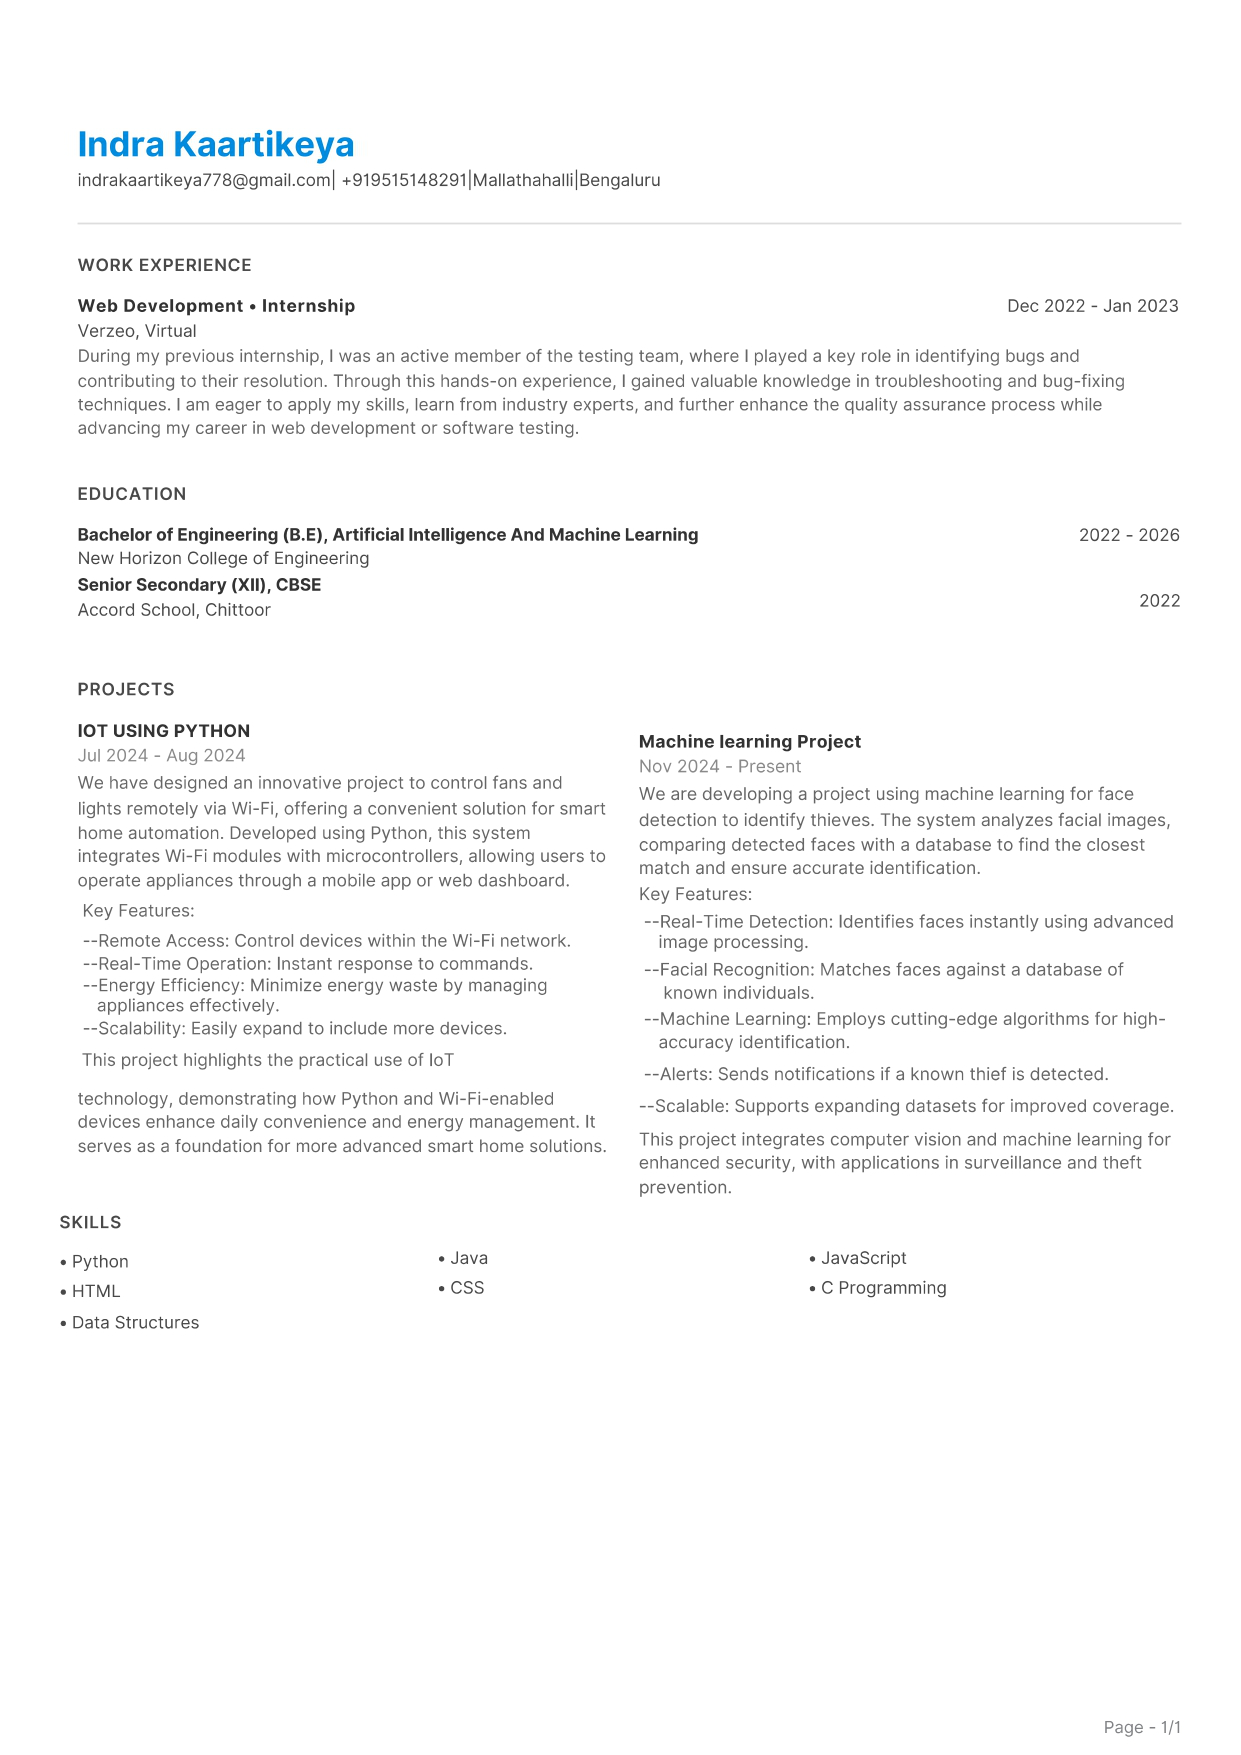 Indra Kaartikeya
indrakaartikeya778@gmail.com| +919515148291|Mallathahalli|Bengaluru
WORK EXPERIENCE
Web Development • Internship Dec 2022 - Jan 2023
Verzeo, Virtual
During my previous internship, I was an active member of the testing team, where I played a key role in identifying bugs and
contributing to their resolution. Through this hands-on experience, I gained valuable knowledge in troubleshooting and bug-fixing
techniques. I am eager to apply my skills, learn from industry experts, and further enhance the quality assurance process while
advancing my career in web development or software testing.
EDUCATION
Bachelor of Engineering (B.E), Artificial Intelligence And Machine Learning 2022 - 2026
New Horizon College of Engineering
Senior Secondary (XII), CBSE
2022
Accord School, Chittoor
PROJECTS
IOT USING PYTHON
Jul 2024 - Aug 2024
We have designed an innovative project to control fans and
lights remotely via Wi-Fi, offering a convenient solution for smart
home automation. Developed using Python, this system
integrates Wi-Fi modules with microcontrollers, allowing users to
operate appliances through a mobile app or web dashboard.
Key Features:
--Remote Access: Control devices within the Wi-Fi network.
--Real-Time Operation: Instant response to commands.
--Energy Efficiency: Minimize energy waste by managing
appliances effectively.
--Scalability: Easily expand to include more devices.
This project highlights the practical use of IoT
technology, demonstrating how Python and Wi-Fi-enabled
devices enhance daily convenience and energy management. It
serves as a foundation for more advanced smart home solutions.
Machine learning Project
Nov 2024 - Present
We are developing a project using machine learning for face
detection to identify thieves. The system analyzes facial images,
comparing detected faces with a database to find the closest
match and ensure accurate identification.
Key Features:
--Real-Time Detection: Identifies faces instantly using advanced
image processing.
--Facial Recognition: Matches faces against a database of
known individuals.
--Machine Learning: Employs cutting-edge algorithms for high-
accuracy identification.
--Alerts: Sends notifications if a known thief is detected.
--Scalable: Supports expanding datasets for improved coverage.
This project integrates computer vision and machine learning for
enhanced security, with applications in surveillance and theft
prevention.
SKILLS
• Python • Java • JavaScript
• HTML • CSS • C Programming
• Data Structures
Page - 1/1